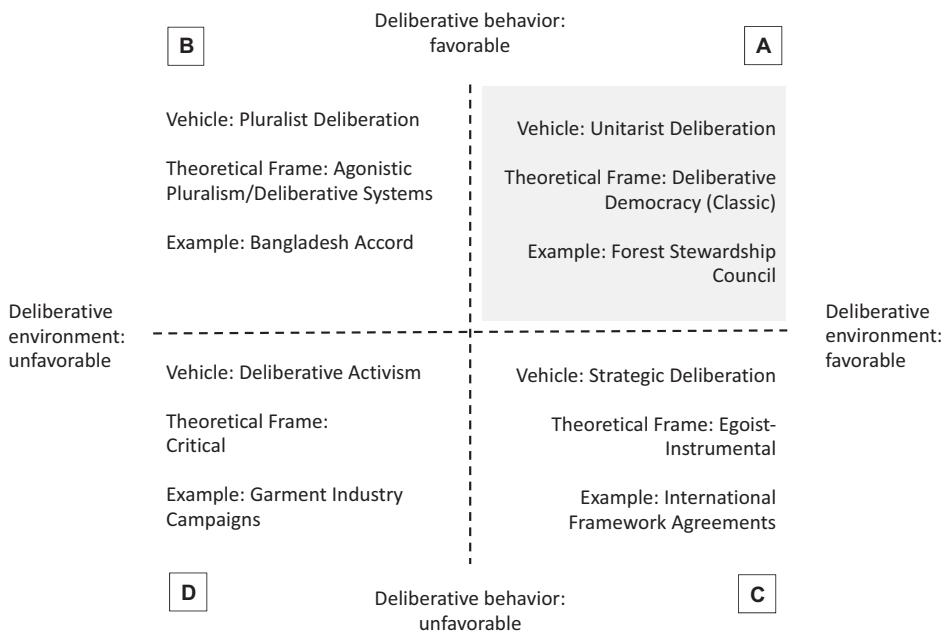 Deliberative behavior:
favorable
B
A
Vehicle: Pluralist Deliberation
Theoretical Frame: Agonistic
Pluralism/Deliberative Systems
Example: Bangladesh Accord
Vehicle: Unitarist Deliberation
Theoretical Frame: Deliberative
Democracy (Classic)
Example: Forest Stewardship
Council
Deliberative
environment:
unfavorable
Deliberative
environment:
favorable
Vehicle: Deliberative Activism
Theoretical Frame:
Critical
Example: Garment Industry
Campaigns
Vehicle: Strategic Deliberation
Theoretical Frame: Egoist-
Instrumental
Example: International
Framework Agreements
D
C
Deliberative behavior:
unfavorable